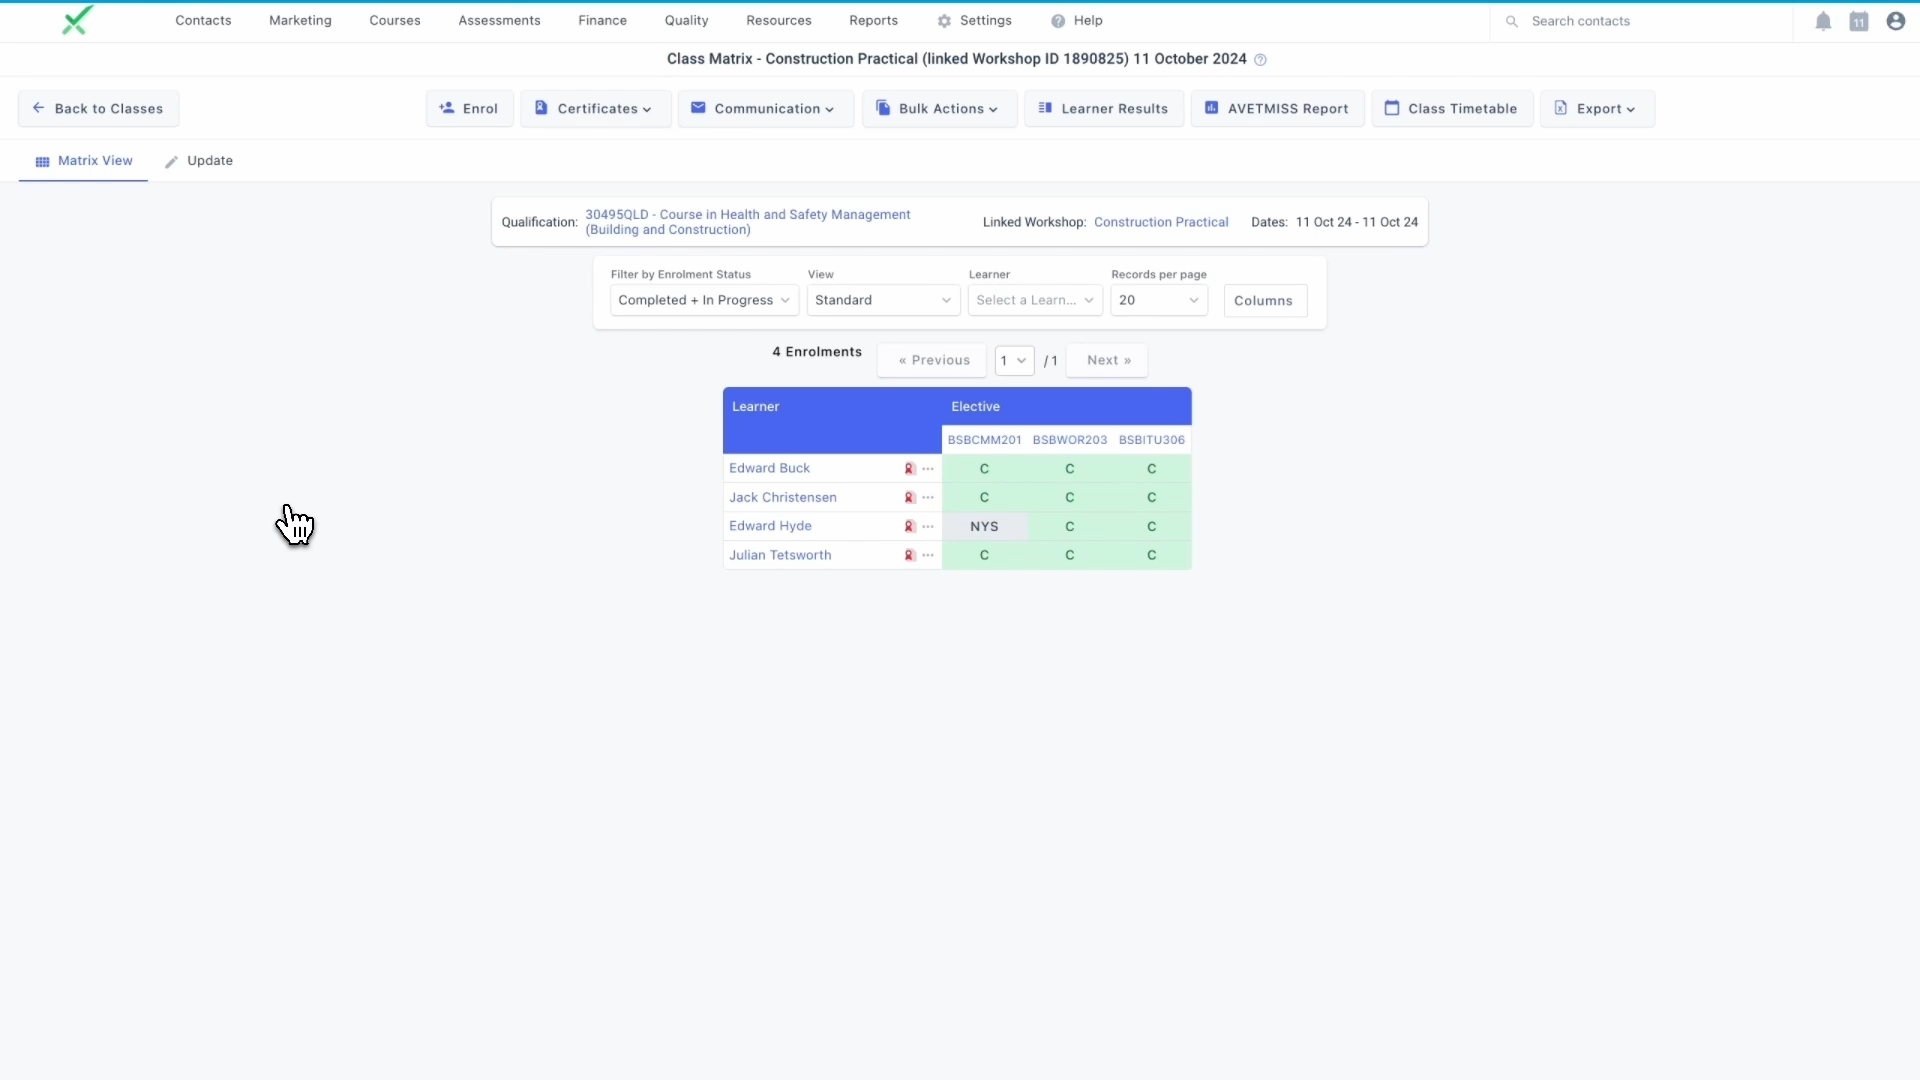 Contacts Marketing Courses Assessments Finance Quality Resources Reports Settings Help Search contacts 11
Class Matrix - Construction Practical (linked Workshop ID 1890825) 11 October 2024
Back to Classes Enrol Certificates Communication Bulk Actions Learner Results AVETMISS Report Class Timetable Export
Matrix View Update
Qualification: 30495QLD - Course in Health and Safety Management
(Building and Construction)
Linked Workshop: Construction Practical Dates: 11 Oct 24 - 11 Oct 24
Filter by Enrolment Status View Learner Records per page
Completed + In Progress Standard Select a Learn... 20 Columns
4 Enrolments « Previous 1 / 1 Next »
Learner Elective
BSBCMM201 BSBWOR203 BSBITU306
Edward Buck C C C
Jack Christensen C C C
Edward Hyde NYS C C
Julian Tetsworth C C C